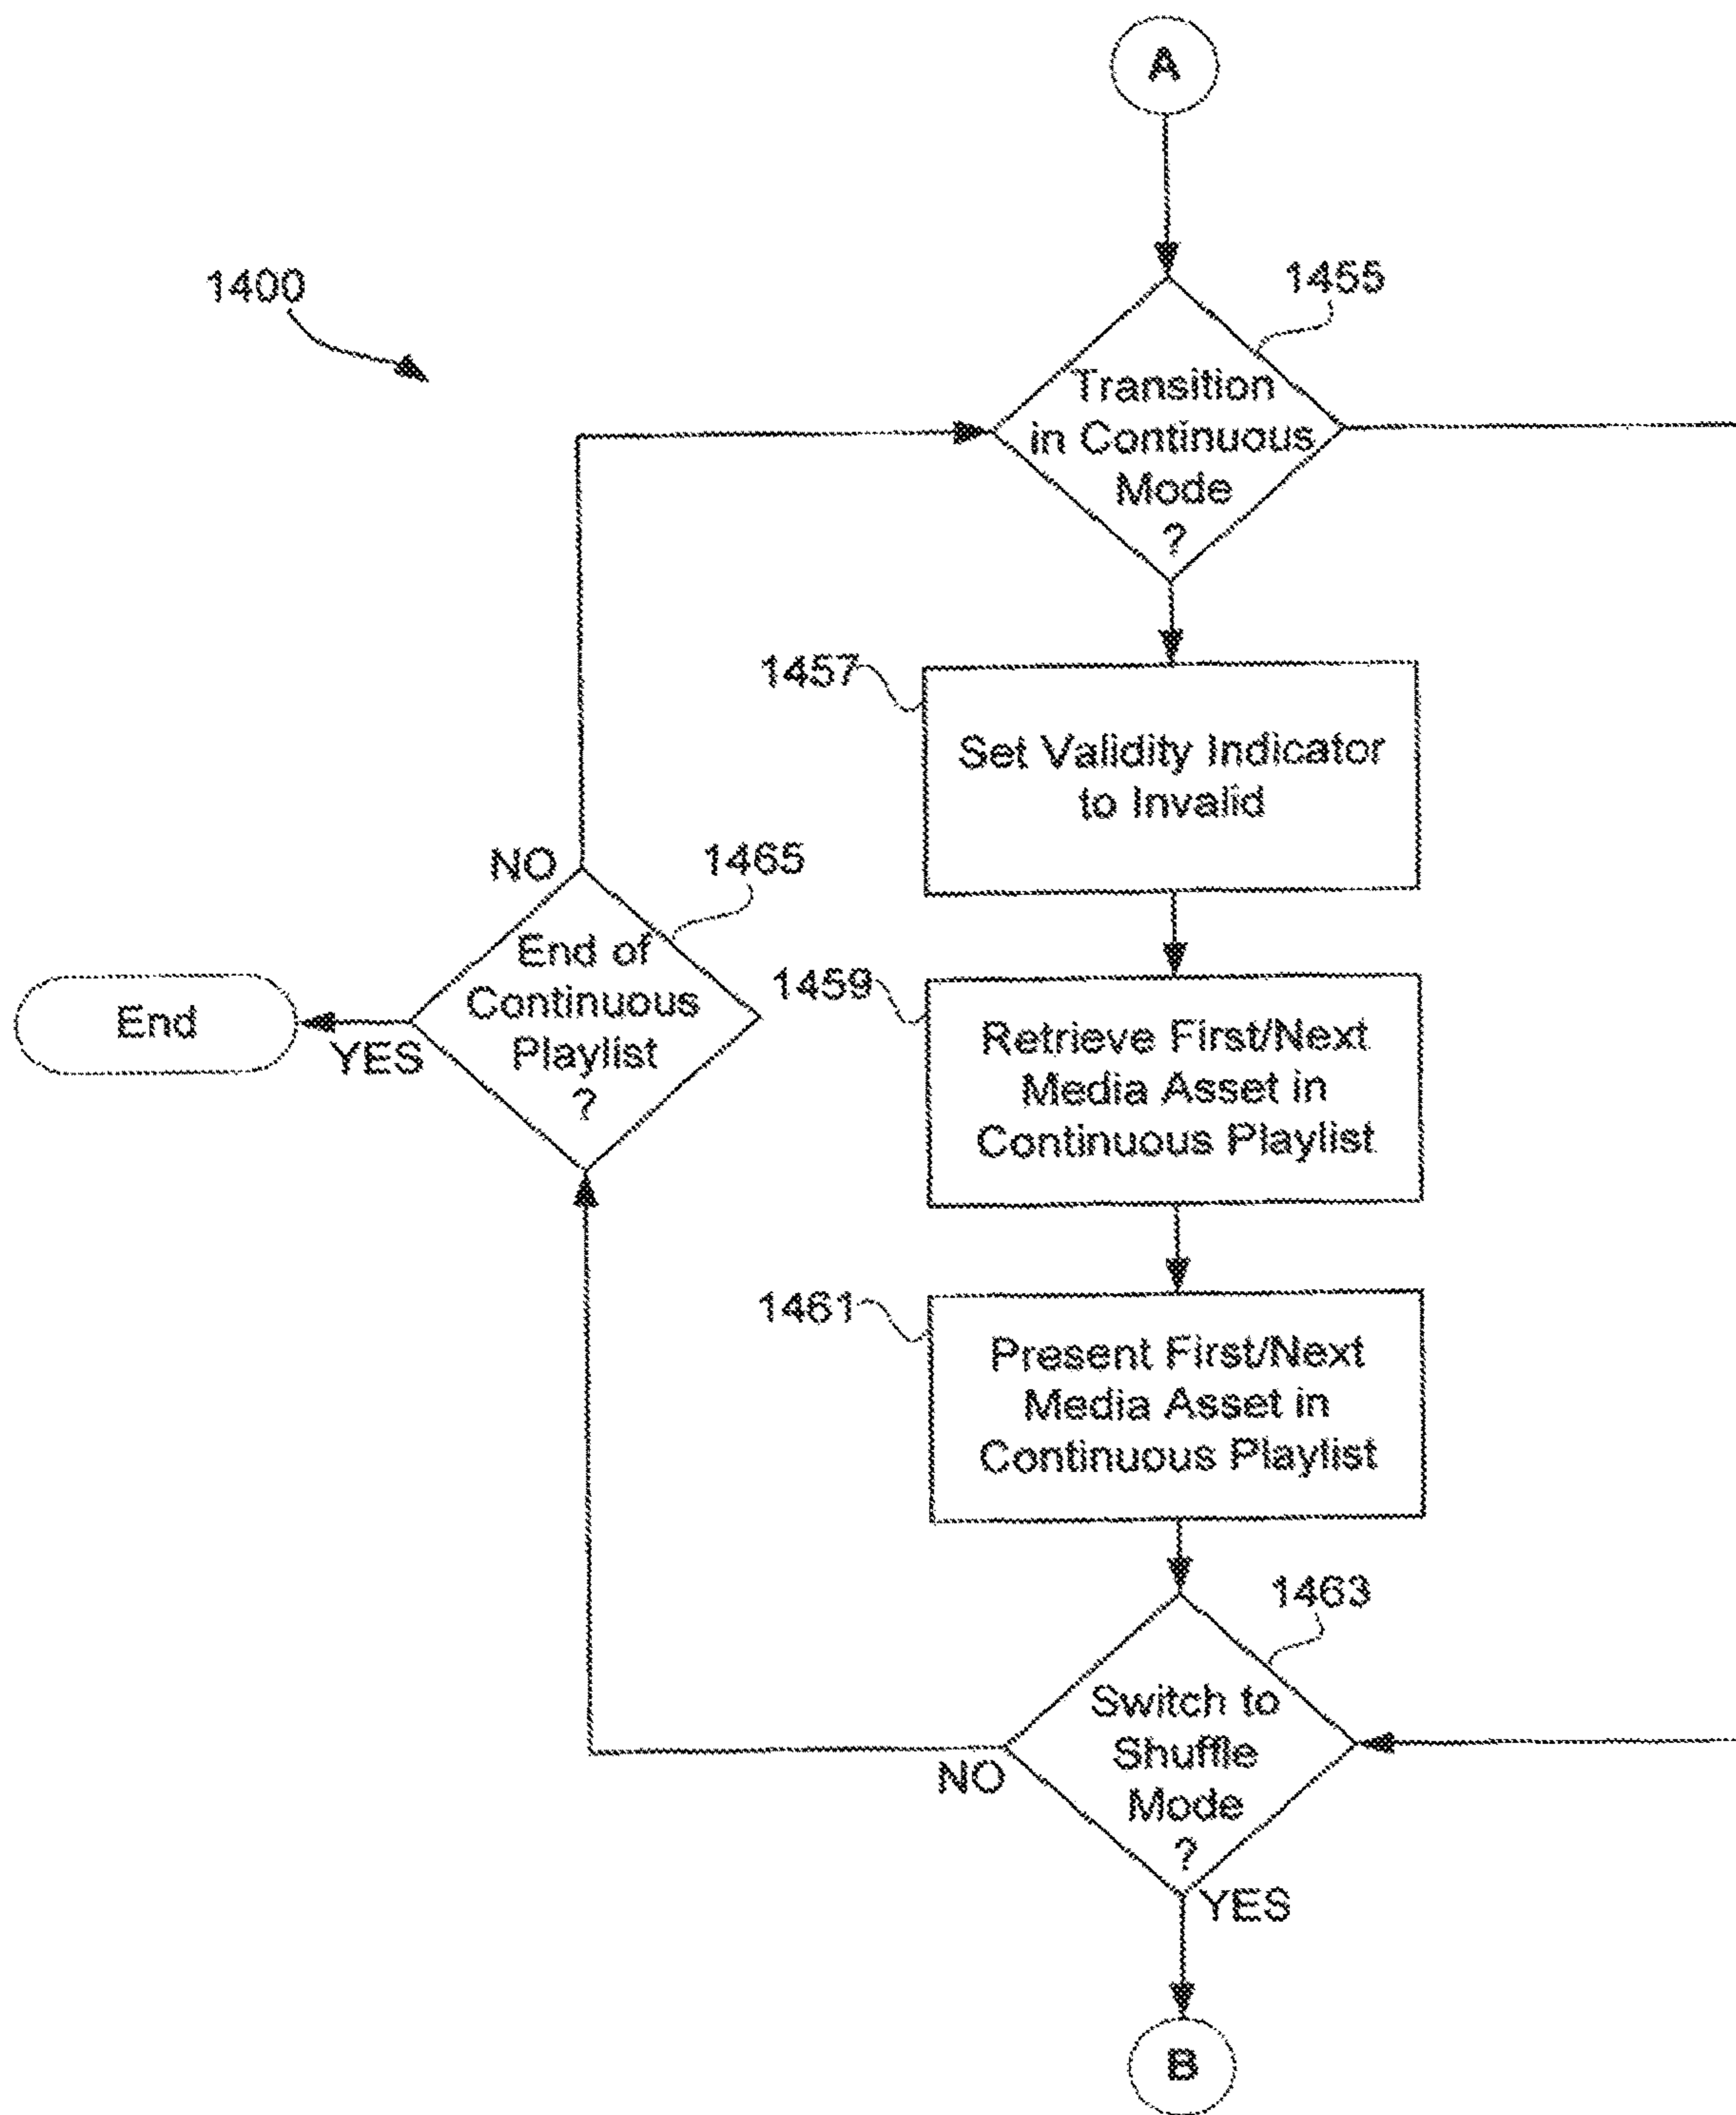 A
1400
1455
Transition
in Continuous
Mode
?
1457
Set Validity Indicator
to Invalid
NO
1465
End of
Continuous
Playlist
?
End
YES
1459
Retrieve First/Next
Media Asset in
Continuous Playlist
1461
Present First/Next
Media Asset in
Continuous Playlist
1463
Switch to
Shuffle
Mode
?
NO
YES
B